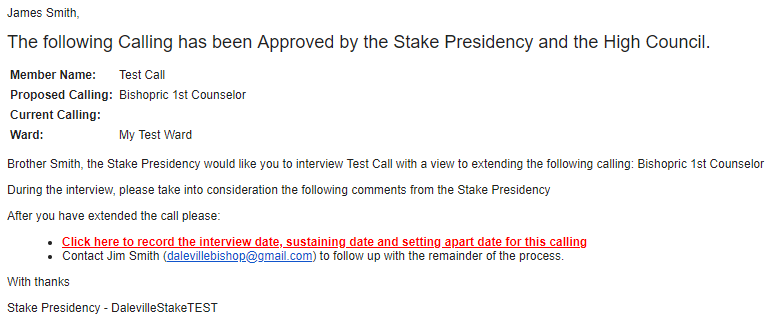 James Smith,
The following Calling has been Approved by the Stake Presidency and the High Council.
Member Name: Test Call
Proposed Calling: Bishopric 1st Counselor
Current Calling:
Ward: My Test Ward
Brother Smith, the Stake Presidency would like you to interview Test Call with a view to extending the following calling: Bishopric 1st Counselor
During the interview, please take into consideration the following comments from the Stake Presidency
After you have extended the call please:
• Click here to record the interview date, sustaining date and setting apart date for this calling
• Contact Jim Smith (dalevillebishop@gmail.com) to follow up with the remainder of the process.
With thanks
Stake Presidency - DalevilleStakeTEST